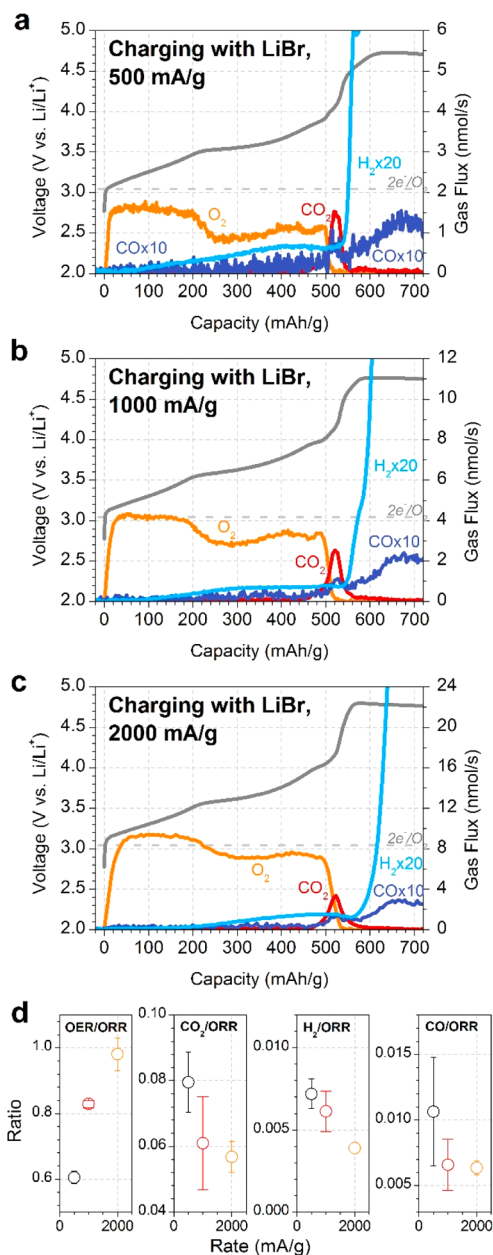 a
Charging with LiBr,
500 mA/g
Voltage (V vs. Li/Li⁺)
5.0
4.5
4.0
3.5
3.0
2.5
2.0
6
5
4
3
2
1
0
Gas Flux (nmol/s)
H₂x20
2e⁻/O₂
O₂
CO₂
COx10
COx10
0 100 200 300 400 500 600 700
Capacity (mAh/g)
b
Charging with LiBr,
1000 mA/g
Voltage (V vs. Li/Li⁺)
5.0
4.5
4.0
3.5
3.0
2.5
2.0
12
10
8
6
4
2
0
Gas Flux (nmol/s)
H₂x20
2e⁻/O₂
O₂
CO₂
COx10
0 100 200 300 400 500 600 700
Capacity (mAh/g)
c
Charging with LiBr,
2000 mA/g
Voltage (V vs. Li/Li⁺)
5.0
4.5
4.0
3.5
3.0
2.5
2.0
24
20
16
12
8
4
0
Gas Flux (nmol/s)
2e⁻/O₂
H₂x20
O₂
CO₂
COx10
0 100 200 300 400 500 600 700
Capacity (mAh/g)
d
Ratio
OER/ORR
1.0
0.8
0.6
0 2000
CO₂/ORR
0.10
0.08
0.06
0.04
0 2000
H₂/ORR
0.010
0.005
0.000
0 2000
CO/ORR
0.015
0.010
0.005
0 2000
Rate (mA/g)